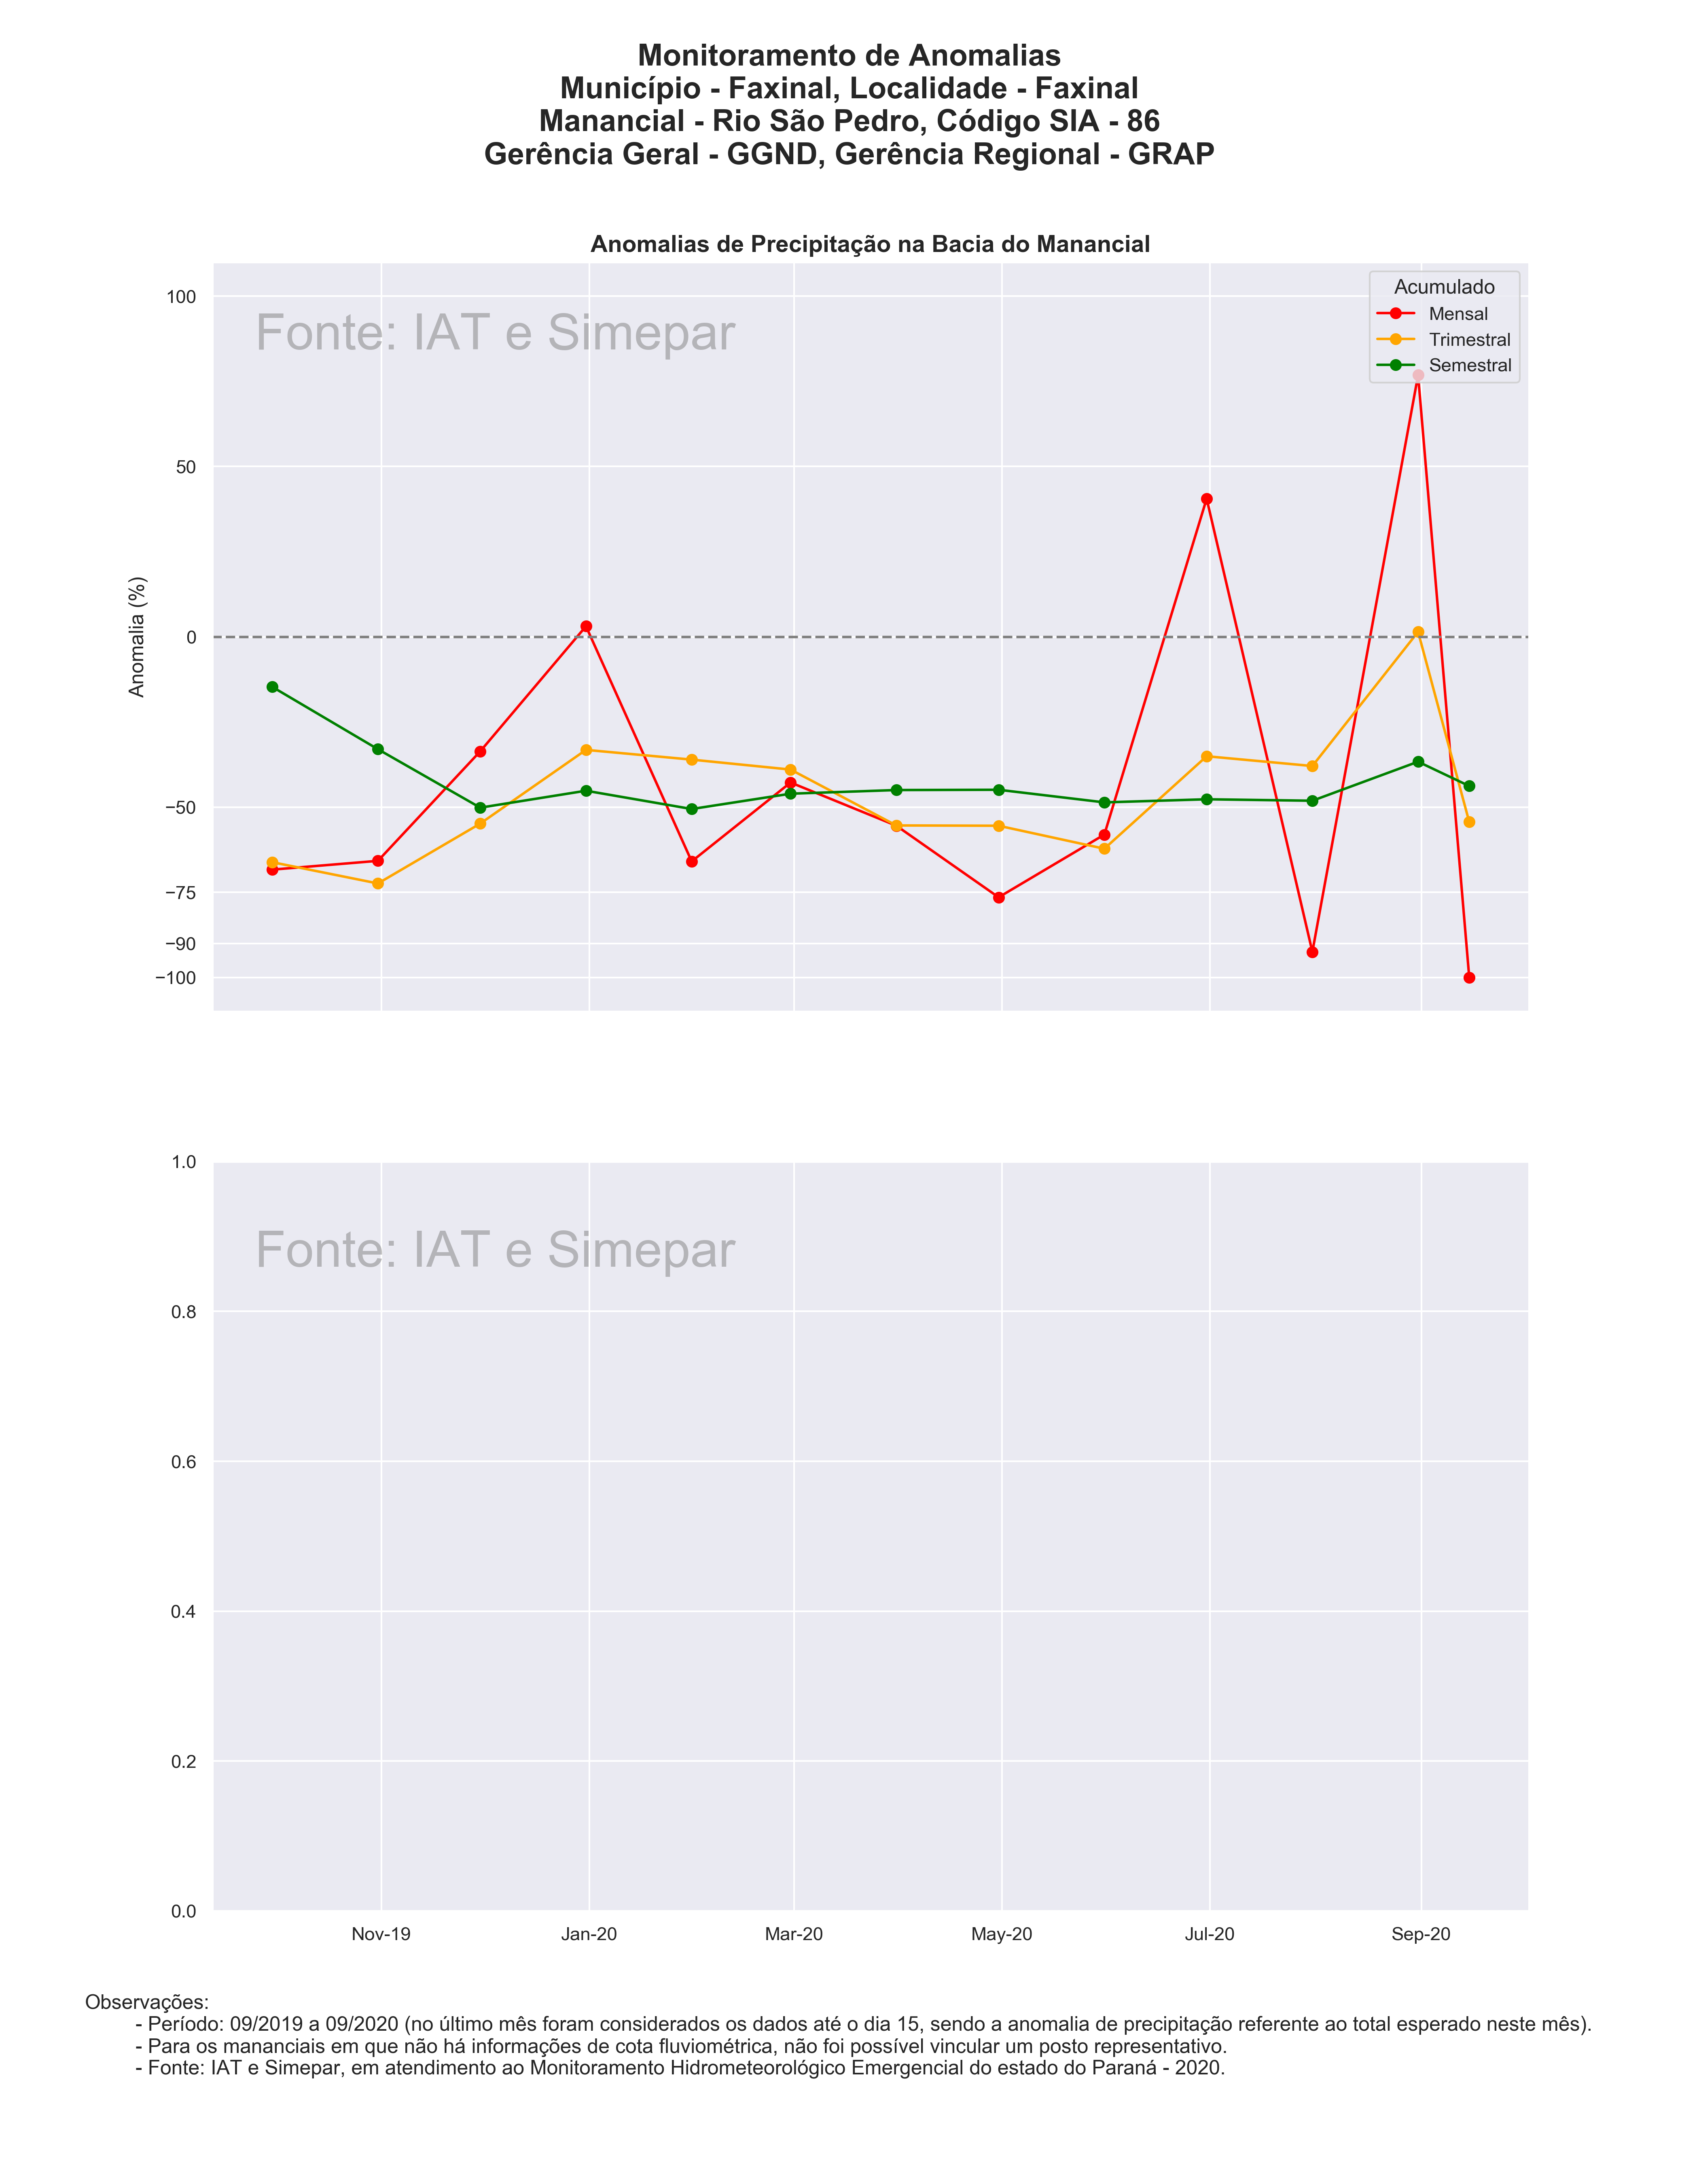 Monitoramento de Anomalias
Município - Faxinal, Localidade - Faxinal
Manancial - Rio São Pedro, Código SIA - 86
Gerência Geral - GGND, Gerência Regional - GRAP
Anomalias de Precipitação na Bacia do Manancial
Fonte: IAT e Simepar
Acumulado
Mensal
Trimestral
Semestral
Anomalia (%)
100
50
0
−50
−75
−90
−100
Fonte: IAT e Simepar
1.0
0.8
0.6
0.4
0.2
0.0
Nov-19 Jan-20 Mar-20 May-20 Jul-20 Sep-20
Observações:
- Período: 09/2019 a 09/2020 (no último mês foram considerados os dados até o dia 15, sendo a anomalia de precipitação referente ao total esperado neste mês).
- Para os mananciais em que não há informações de cota fluviométrica, não foi possível vincular um posto representativo.
- Fonte: IAT e Simepar, em atendimento ao Monitoramento Hidrometeorológico Emergencial do estado do Paraná - 2020.